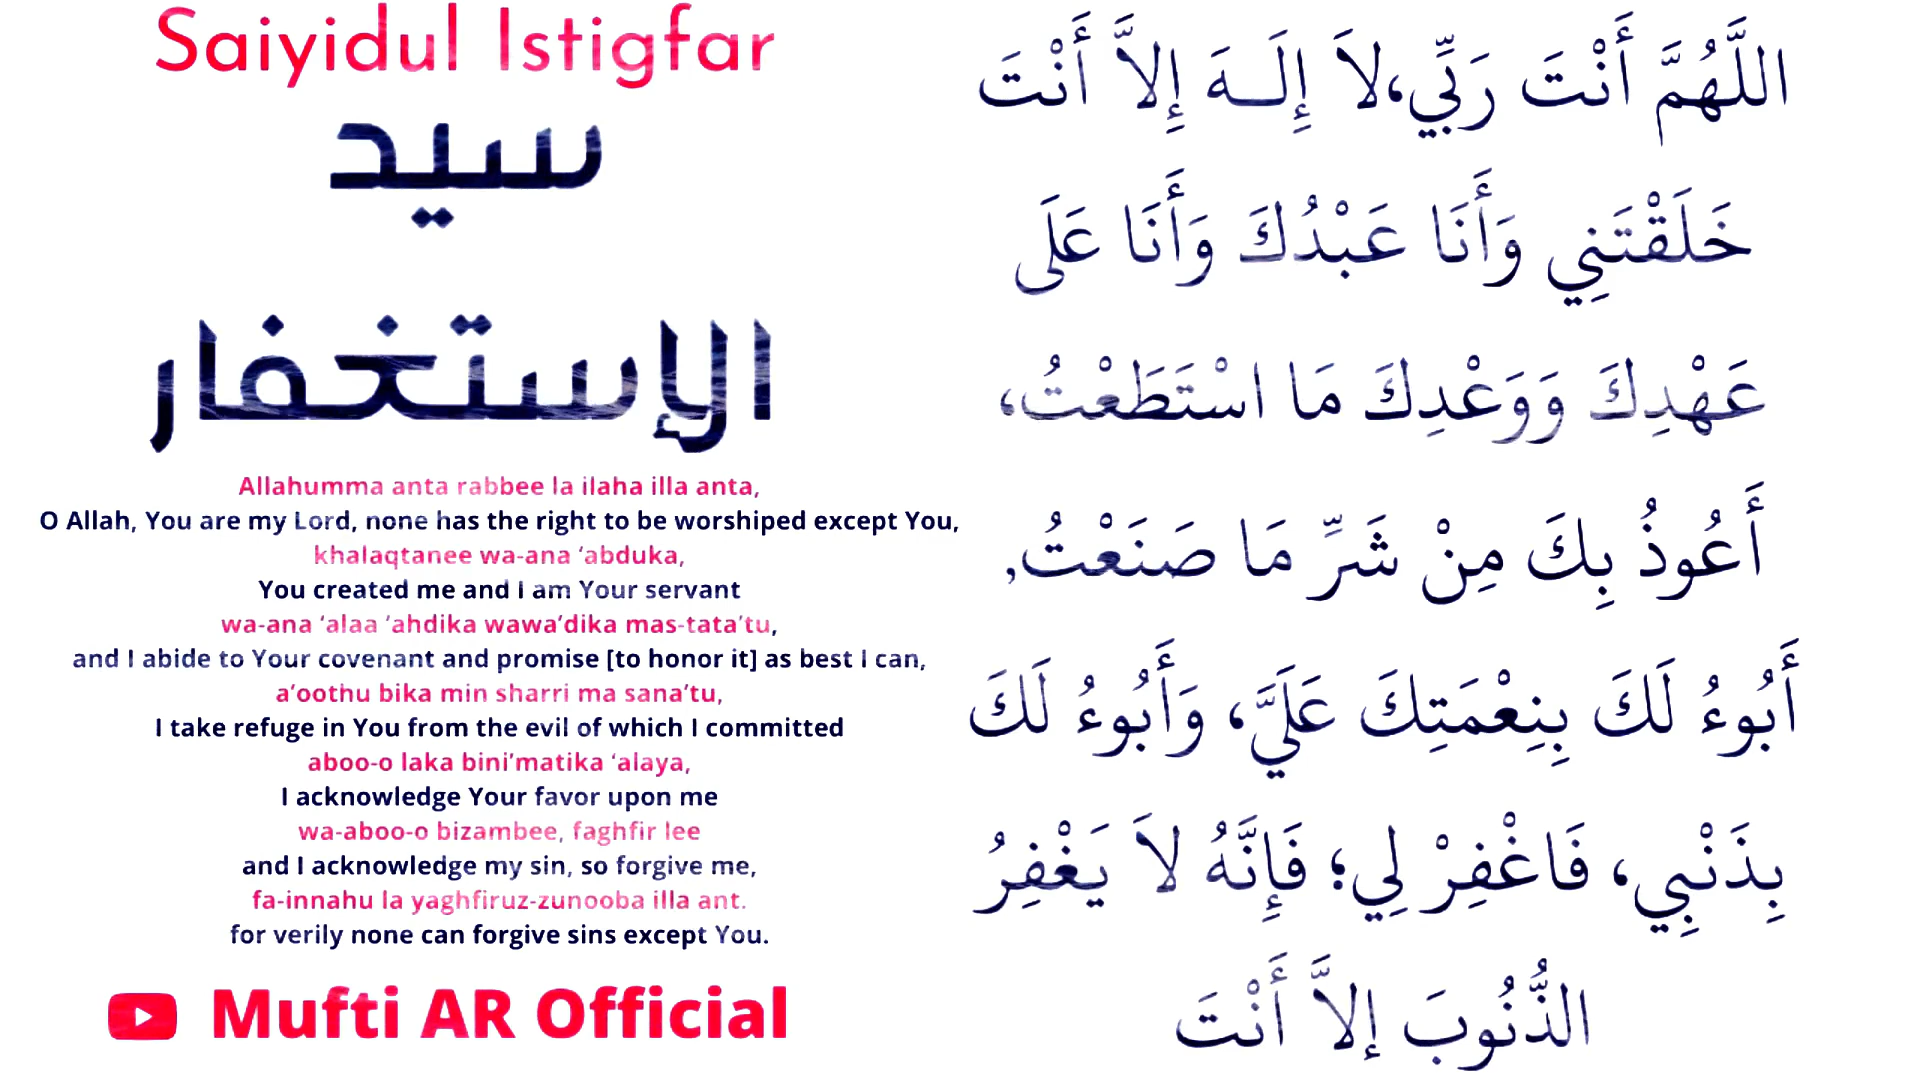 Saiyidul Istigfar
سيد
الإستغفار
Allahumma anta rabbee la ilaha illa anta,
O Allah, You are my Lord, none has the right to be worshiped except You,
khalaqtanee wa-ana ‘abduka,
You created me and I am Your servant
wa-ana ‘alaa ‘ahdika wawa’dika mas-tata’tu,
and I abide to Your covenant and promise [to honor it] as best I can,
a’oothu bika min sharri ma sana’tu,
I take refuge in You from the evil of which I committed
aboo-o laka bini’matika ‘alaya,
I acknowledge Your favor upon me
wa-aboo-o bizambee, faghfir lee
and I acknowledge my sin, so forgive me,
fa-innahu la yaghfiruz-zunooba illa ant.
for verily none can forgive sins except You.
Mufti AR Official
اللَّهُمَّ أَنْتَ رَبِّي،لاَ إِلَـهَ إِلاَّ أَنْتَ
خَلَقْتَنِي وَأَنَا عَبْدُكَ وَأَنَا عَلَى
عَهْدِكَ وَوَعْدِكَ مَا اسْتَطَعْتُ،
أَعُوذُ بِكَ مِنْ شَرِّ مَا صَنَعْتُ,
أَبُوءُ لَكَ بِنِعْمَتِكَ عَلَيَّ، وَأَبُوءُ لَكَ
بِذَنْبِي، فَاغْفِرْ لِي؛ فَإِنَّهُ لاَ يَغْفِرُ
الذُّنُوبَ إلاَّ أَنْتَ